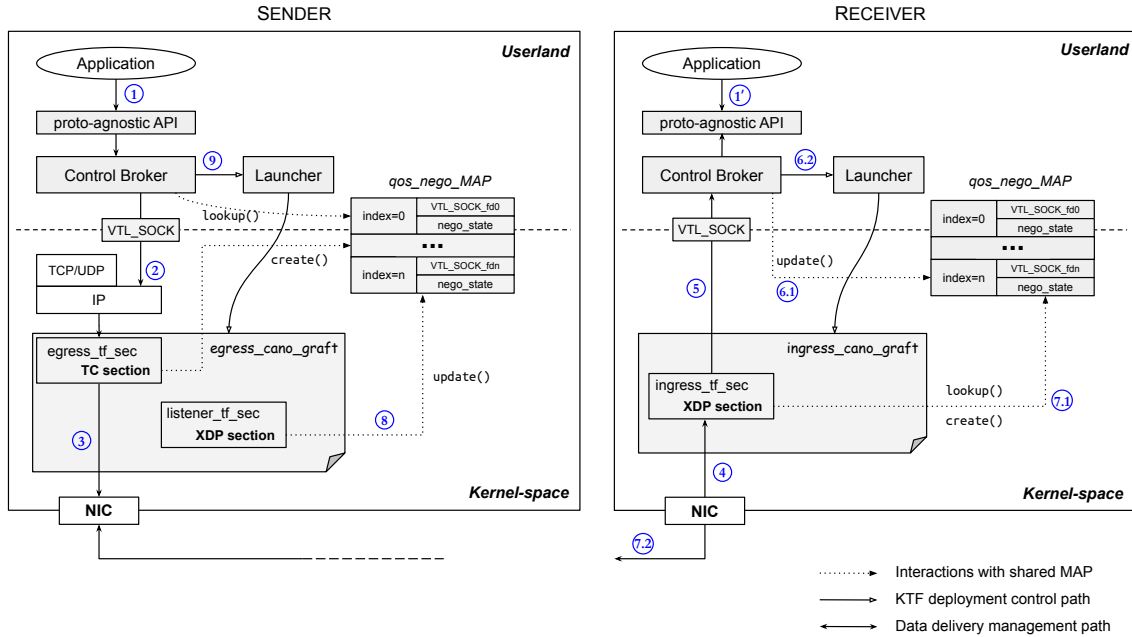 SENDER
Userland
Application
1
proto-agnostic API
Control Broker
9
Launcher
qos_nego_MAP
lookup()
index=0
VTL_SOCK_fd0
nego_state
...
VTL_SOCK
create()
index=n
VTL_SOCK_fdn
nego_state
TCP/UDP
2
IP
egress_cano_graft
egress_tf_sec
TC section
update()
listener_tf_sec
XDP section
8
3
Kernel-space
NIC
RECEIVER
Userland
Application
1'
proto-agnostic API
Control Broker
6.2
Launcher
qos_nego_MAP
index=0
VTL_SOCK_fd0
nego_state
...
VTL_SOCK
update()
index=n
VTL_SOCK_fdn
nego_state
5
6.1
ingress_cano_graft
ingress_tf_sec
XDP section
lookup()
7.1
create()
4
Kernel-space
NIC
7.2
Interactions with shared MAP
KTF deployment control path
Data delivery management path